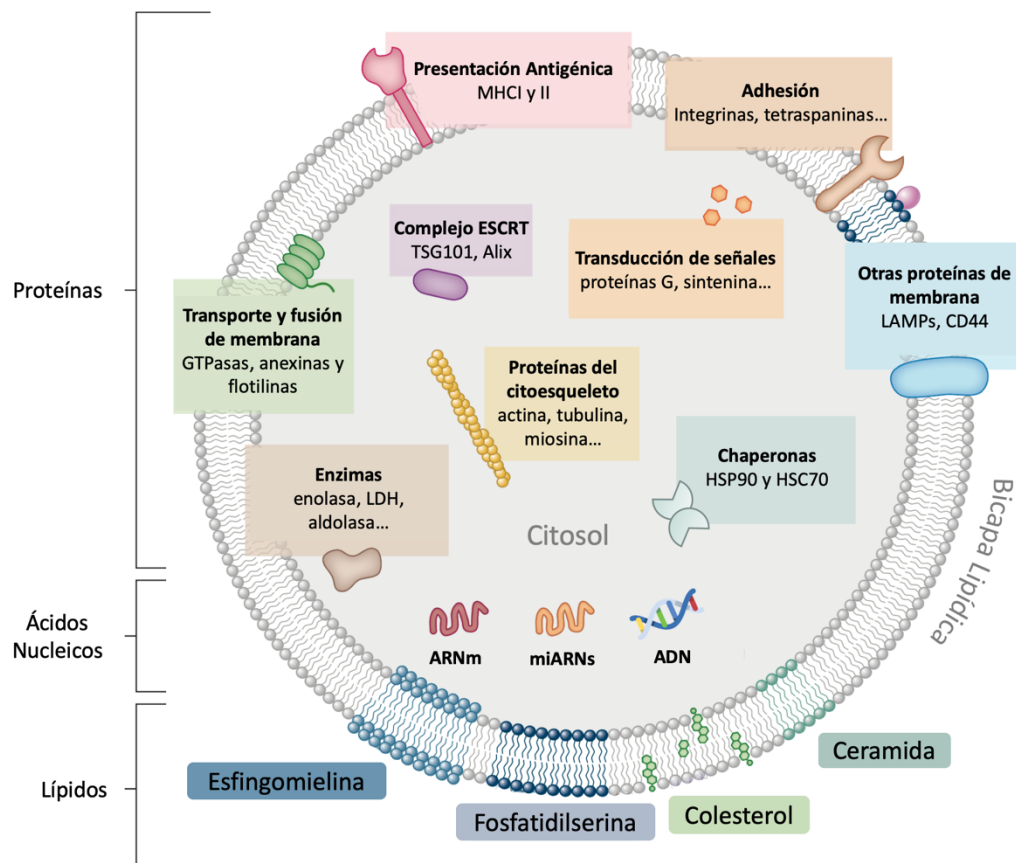 Proteínas
Presentación Antigénica
MHCI y II
Adhesión
Integrinas, tetraspaninas…
Complejo ESCRT
TSG101, Alix
Transducción de señales
proteínas G, sintenina…
Otras proteínas de
membrana
LAMPs, CD44
Transporte y fusión
de membrana
GTPasas, anexinas y
flotilinas
Proteínas del
citoesqueleto
actina, tubulina,
miosina…
Enzimas
enolasa, LDH,
aldolasa…
Chaperonas
HSP90 y HSC70
Citosol
Bicapa Lipídica
Ácidos
Nucleicos
ARNm
miARNs
ADN
Lípidos
Esfingomielina
Fosfatidilserina
Colesterol
Ceramida